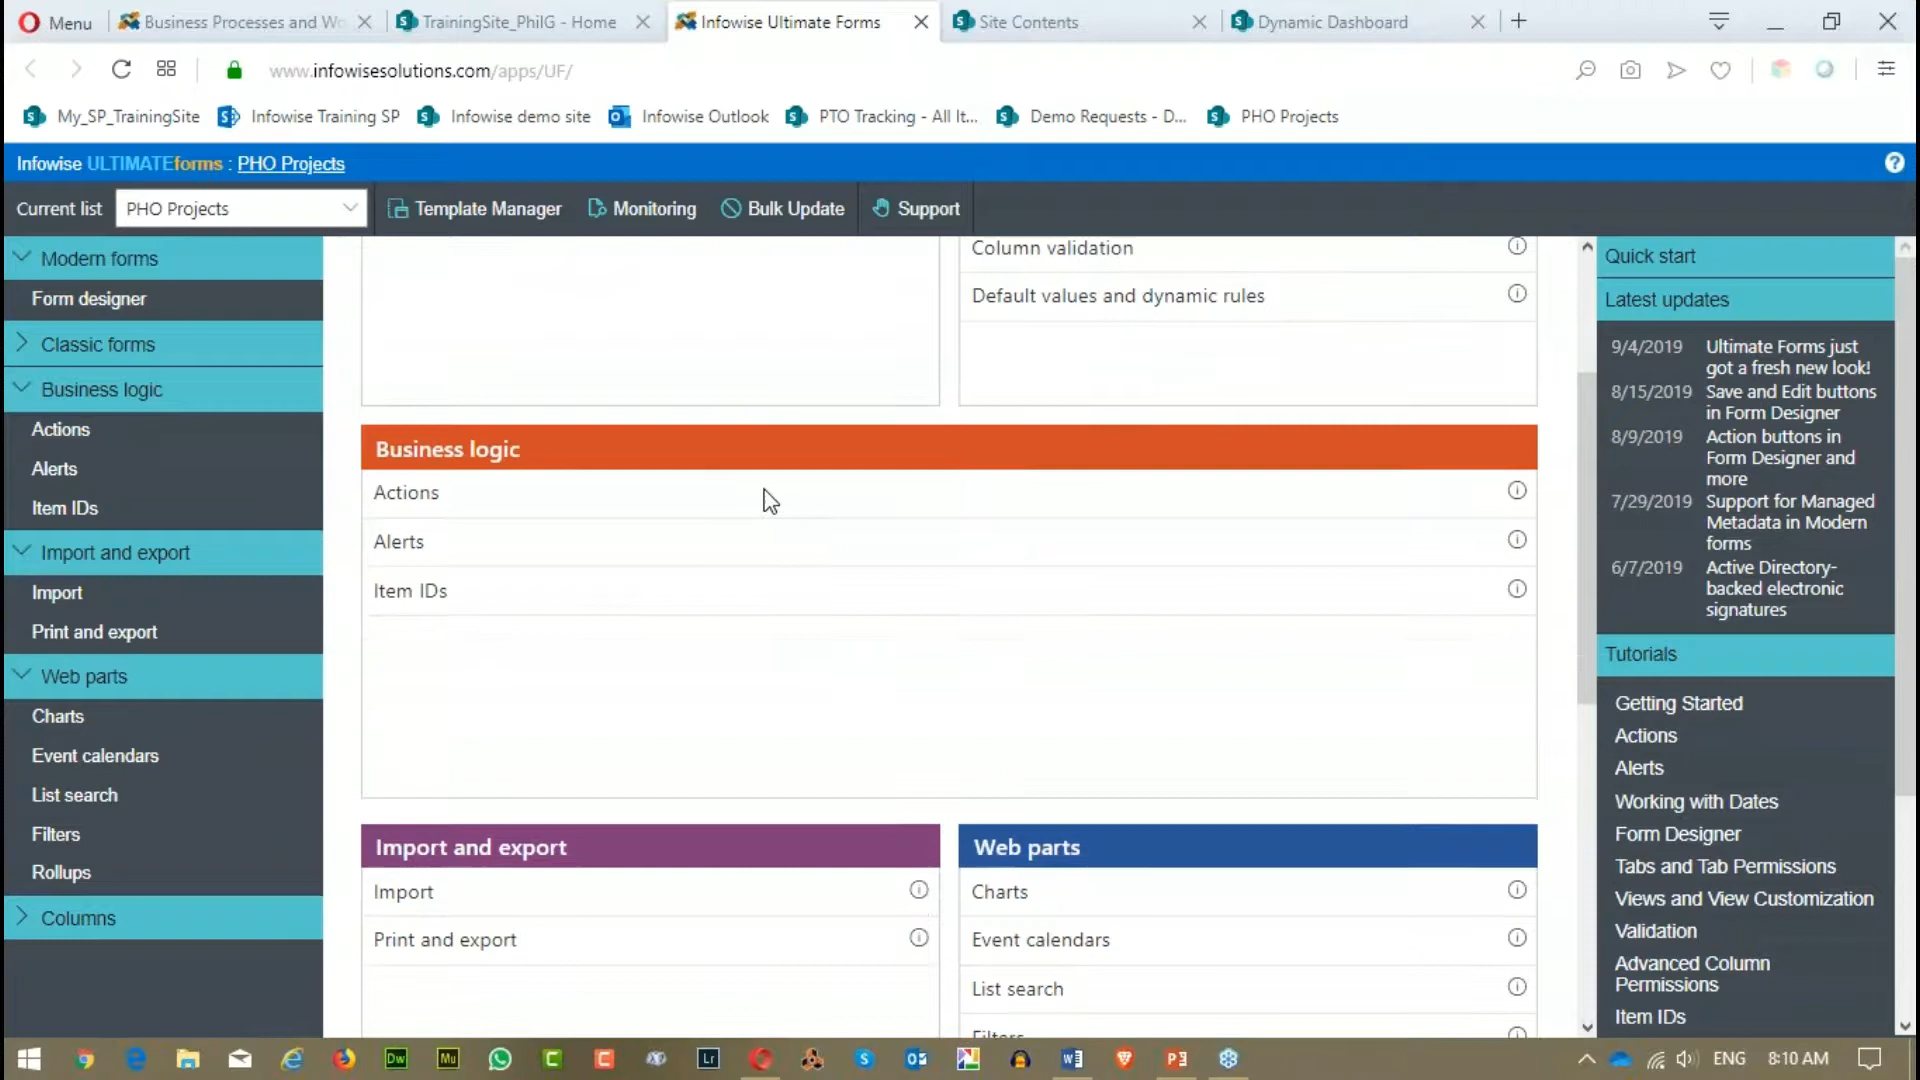 Menu
Business Processes and Wo
TrainingSite_PhilG - Home
Infowise Ultimate Forms
Site Contents
Dynamic Dashboard
www.infowisesolutions.com/apps/UF/
My_SP_TrainingSite
Infowise Training SP
Infowise demo site
Infowise Outlook
PTO Tracking - All It...
Demo Requests - D...
PHO Projects
Infowise ULTIMATEforms : PHO Projects
Current list
PHO Projects
Template Manager
Monitoring
Bulk Update
Support
Modern forms
Form designer
Classic forms
Business logic
Actions
Alerts
Item IDs
Import and export
Import
Print and export
Web parts
Charts
Event calendars
List search
Filters
Rollups
Columns
Column validation
Default values and dynamic rules
Business logic
Actions
Alerts
Item IDs
Import and export
Import
Print and export
Web parts
Charts
Event calendars
List search
Filters
Quick start
Latest updates
9/4/2019 Ultimate Forms just
got a fresh new look!
8/15/2019 Save and Edit buttons
in Form Designer
8/9/2019 Action buttons in
Form Designer and
more
7/29/2019 Support for Managed
Metadata in Modern
forms
6/7/2019 Active Directory-
backed electronic
signatures
Tutorials
Getting Started
Actions
Alerts
Working with Dates
Form Designer
Tabs and Tab Permissions
Views and View Customization
Validation
Advanced Column
Permissions
Item IDs
ENG
8:10 AM